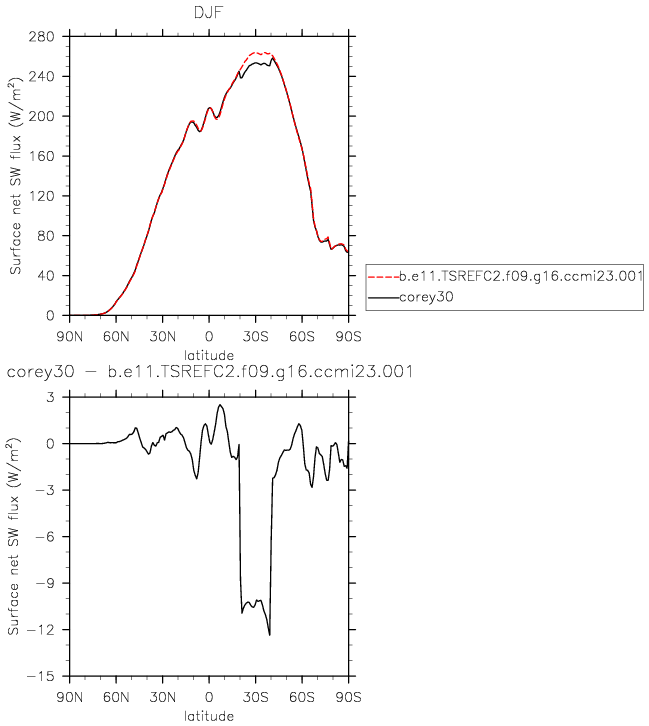 DJF
280
240
200
160
120
80
40
0
Surface net SW flux (W/m²)
90N 60N 30N 0 30S 60S 90S
latitude
b.e11.TSREFC2.f09.g16.ccmi23.001
corey30
corey30 − b.e11.TSREFC2.f09.g16.ccmi23.001
3
0
−3
−6
−9
−12
−15
Surface net SW flux (W/m²)
90N 60N 30N 0 30S 60S 90S
latitude